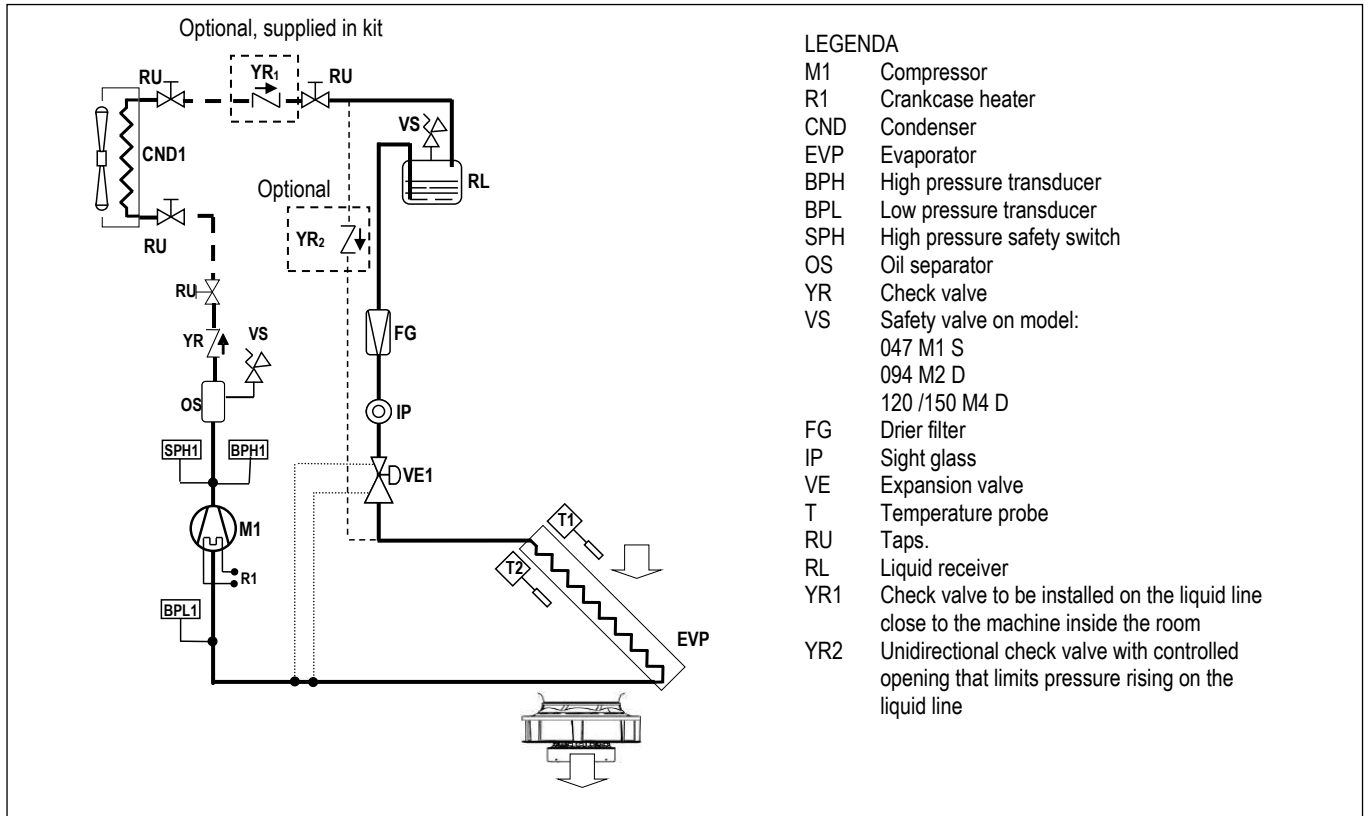 Optional, supplied in kit
RU
YR1
RU
VS
CND1
RL
Optional
YR2
RU
RU
FG
YR
VS
OS
IP
SPH1
BPH1
VE1
M1
T1
R1
T2
BPL1
EVP
LEGENDA
M1 Compressor
R1 Crankcase heater
CND Condenser
EVP Evaporator
BPH High pressure transducer
BPL Low pressure transducer
SPH High pressure safety switch
OS Oil separator
YR Check valve
VS Safety valve on model:
047 M1 S
094 M2 D
120 /150 M4 D
FG Drier filter
IP Sight glass
VE Expansion valve
T Temperature probe
RU Taps.
RL Liquid receiver
YR1 Check valve to be installed on the liquid line
close to the machine inside the room
YR2 Unidirectional check valve with controlled
opening that limits pressure rising on the
liquid line